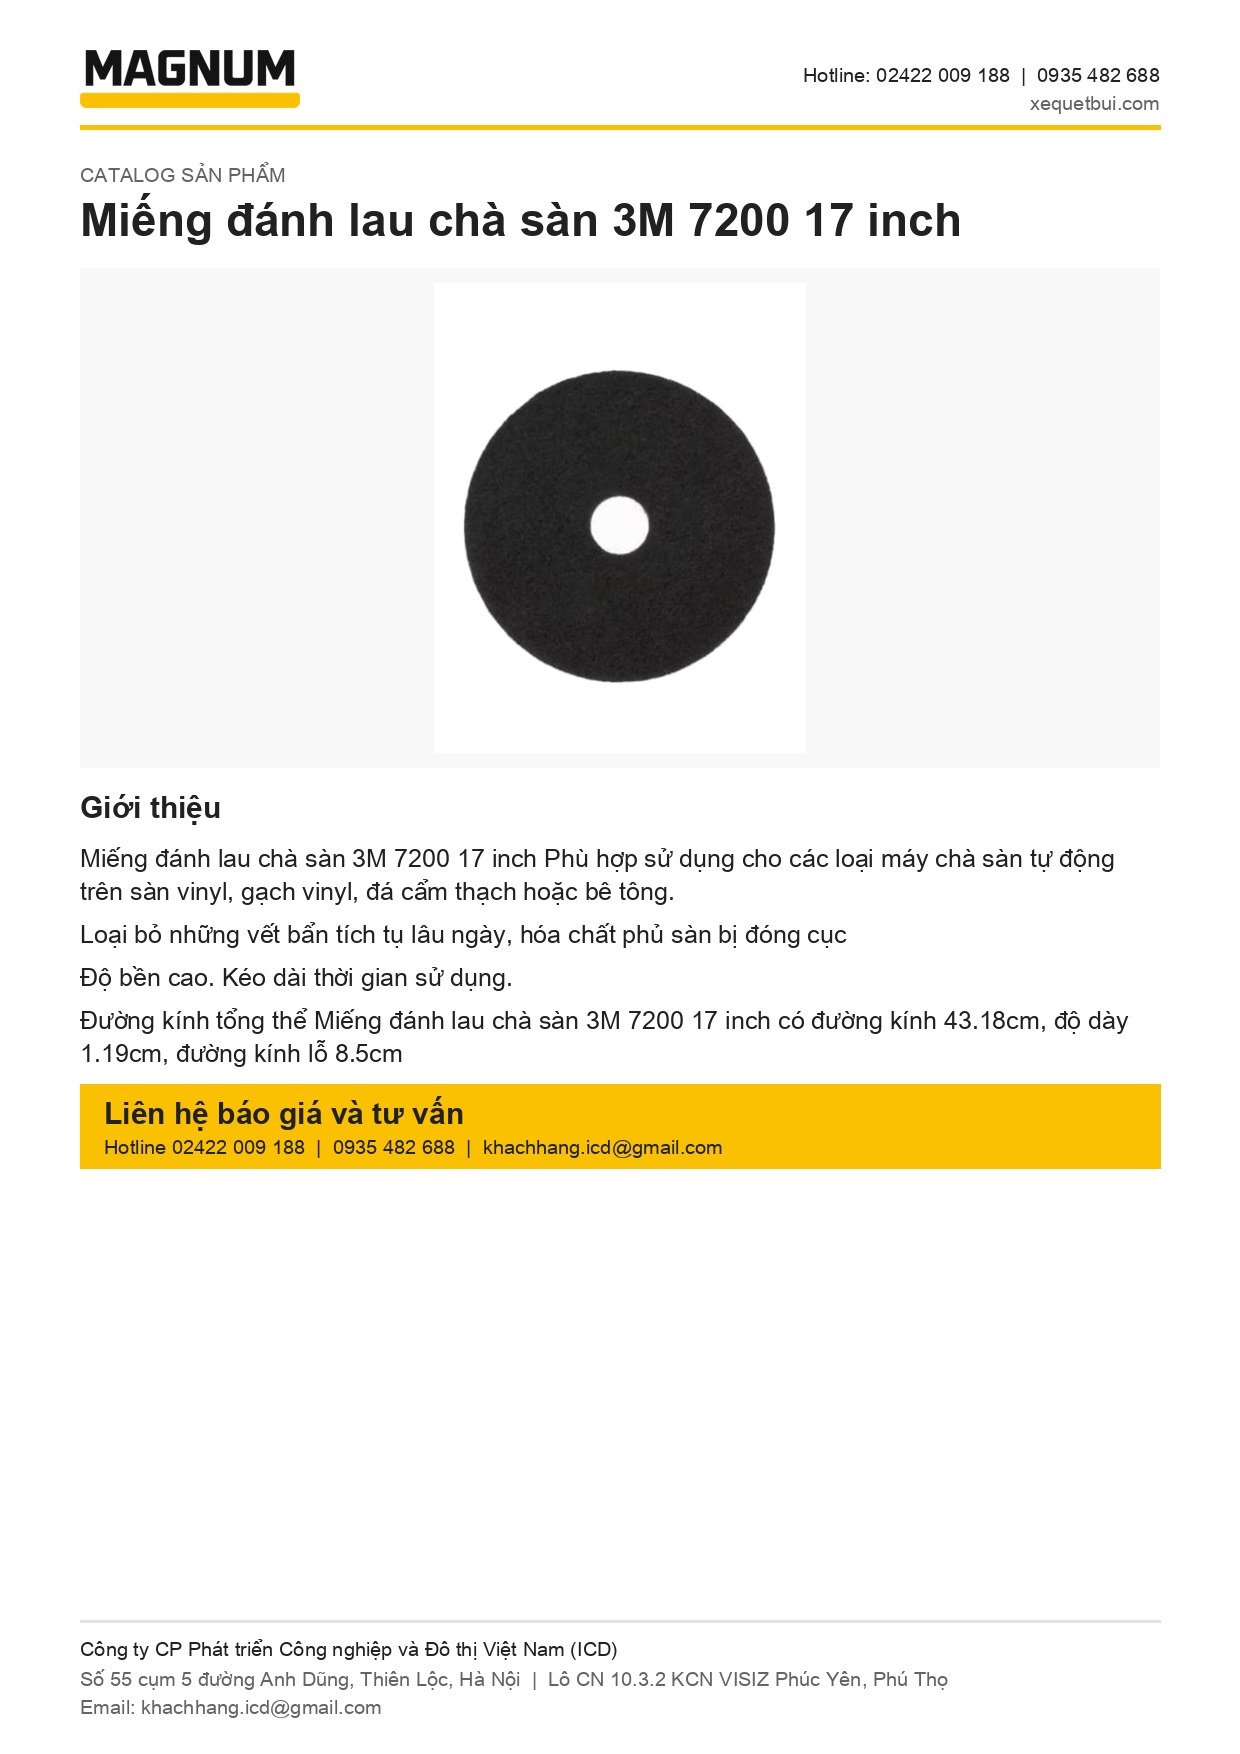 MAGNUM
Hotline: 02422 009 188 | 0935 482 688
xequetbui.com
CATALOG SẢN PHẨM
Miếng đánh lau chà sàn 3M 7200 17 inch
Giới thiệu
Miếng đánh lau chà sàn 3M 7200 17 inch Phù hợp sử dụng cho các loại máy chà sàn tự động
trên sàn vinyl, gạch vinyl, đá cẩm thạch hoặc bê tông.
Loại bỏ những vết bẩn tích tụ lâu ngày, hóa chất phủ sàn bị đóng cục
Độ bền cao. Kéo dài thời gian sử dụng.
Đường kính tổng thể Miếng đánh lau chà sàn 3M 7200 17 inch có đường kính 43.18cm, độ dày
1.19cm, đường kính lỗ 8.5cm
Liên hệ báo giá và tư vấn
Hotline 02422 009 188 | 0935 482 688 | khachhang.icd@gmail.com
Công ty CP Phát triển Công nghiệp và Đô thị Việt Nam (ICD)
Số 55 cụm 5 đường Anh Dũng, Thiên Lộc, Hà Nội | Lô CN 10.3.2 KCN VISIZ Phúc Yên, Phú Thọ
Email: khachhang.icd@gmail.com